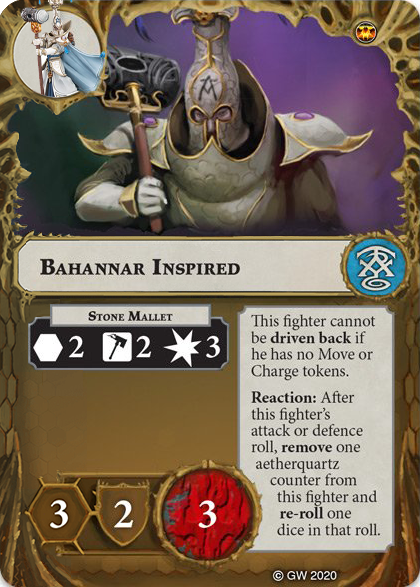 Bahannar Inspired
Stone Mallet
2 2 3
This fighter cannot
be driven back if
he has no Move or
Charge tokens.
Reaction: After
this fighter's
attack or defence
roll, remove one
aetherquartz
counter from
this fighter and
re-roll one
dice in that roll.
3 2 3
© GW 2020